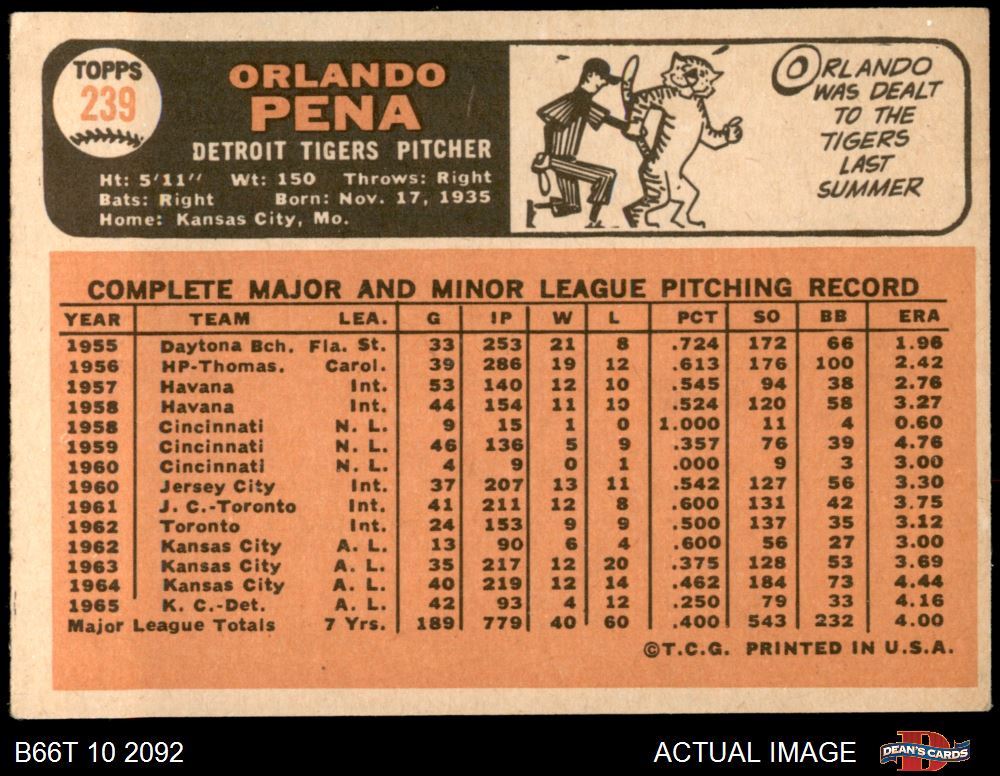 TOPPS
239
ORLANDO
PENA
DETROIT TIGERS PITCHER
Ht: 5'11" Wt: 150 Throws: Right
Bats: Right Born: Nov. 17, 1935
Home: Kansas City, Mo.
ORLANDO
WAS DEALT
TO THE
TIGERS
LAST
SUMMER
COMPLETE MAJOR AND MINOR LEAGUE PITCHING RECORD
YEAR TEAM LEA. G IP W L PCT SO BB ERA
1955 Daytona Bch. Fla. St. 33 253 21 8 .724 172 66 1.96
1956 HP-Thomas. Carol. 39 286 19 12 .613 176 100 2.42
1957 Havana Int. 53 140 12 10 .545 94 38 2.76
1958 Havana Int. 44 154 11 10 .524 120 58 3.27
1958 Cincinnati N. L. 9 15 1 0 1.000 11 4 0.60
1959 Cincinnati N. L. 46 136 5 9 .357 76 39 4.76
1960 Cincinnati N. L. 4 9 0 1 .000 9 3 3.00
1960 Jersey City Int. 37 207 13 11 .542 127 56 3.30
1961 J. C.-Toronto Int. 41 211 12 8 .600 131 42 3.75
1962 Toronto Int. 24 153 9 9 .500 137 35 3.12
1962 Kansas City A. L. 13 90 6 4 .600 56 27 3.00
1963 Kansas City A. L. 35 217 12 20 .375 128 53 3.69
1964 Kansas City A. L. 40 219 12 14 .462 184 73 4.44
1965 K. C.-Det. A. L. 42 93 4 12 .250 79 33 4.16
Major League Totals 7 Yrs. 189 779 40 60 .400 543 232 4.00
©T.C.G. PRINTED IN U.S.A.
B66T 10 2092
ACTUAL IMAGE
DEAN'S CARDS